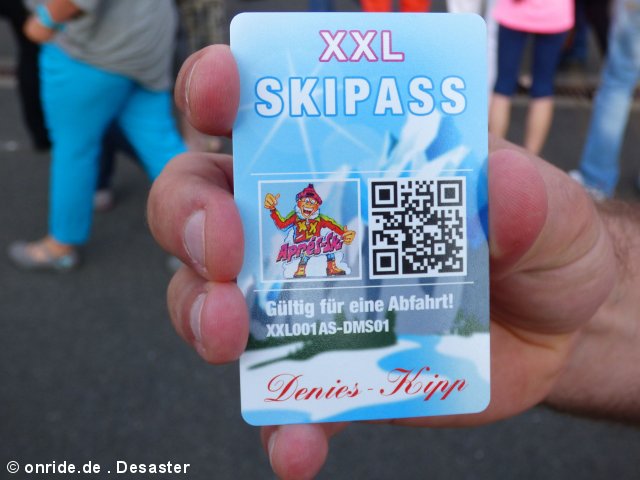 XXL
SKIPASS
Après-Ski
Gültig für eine Abfahrt!
XXL001AS-DMS01
Denies-Kipp
© onride.de . Desaster